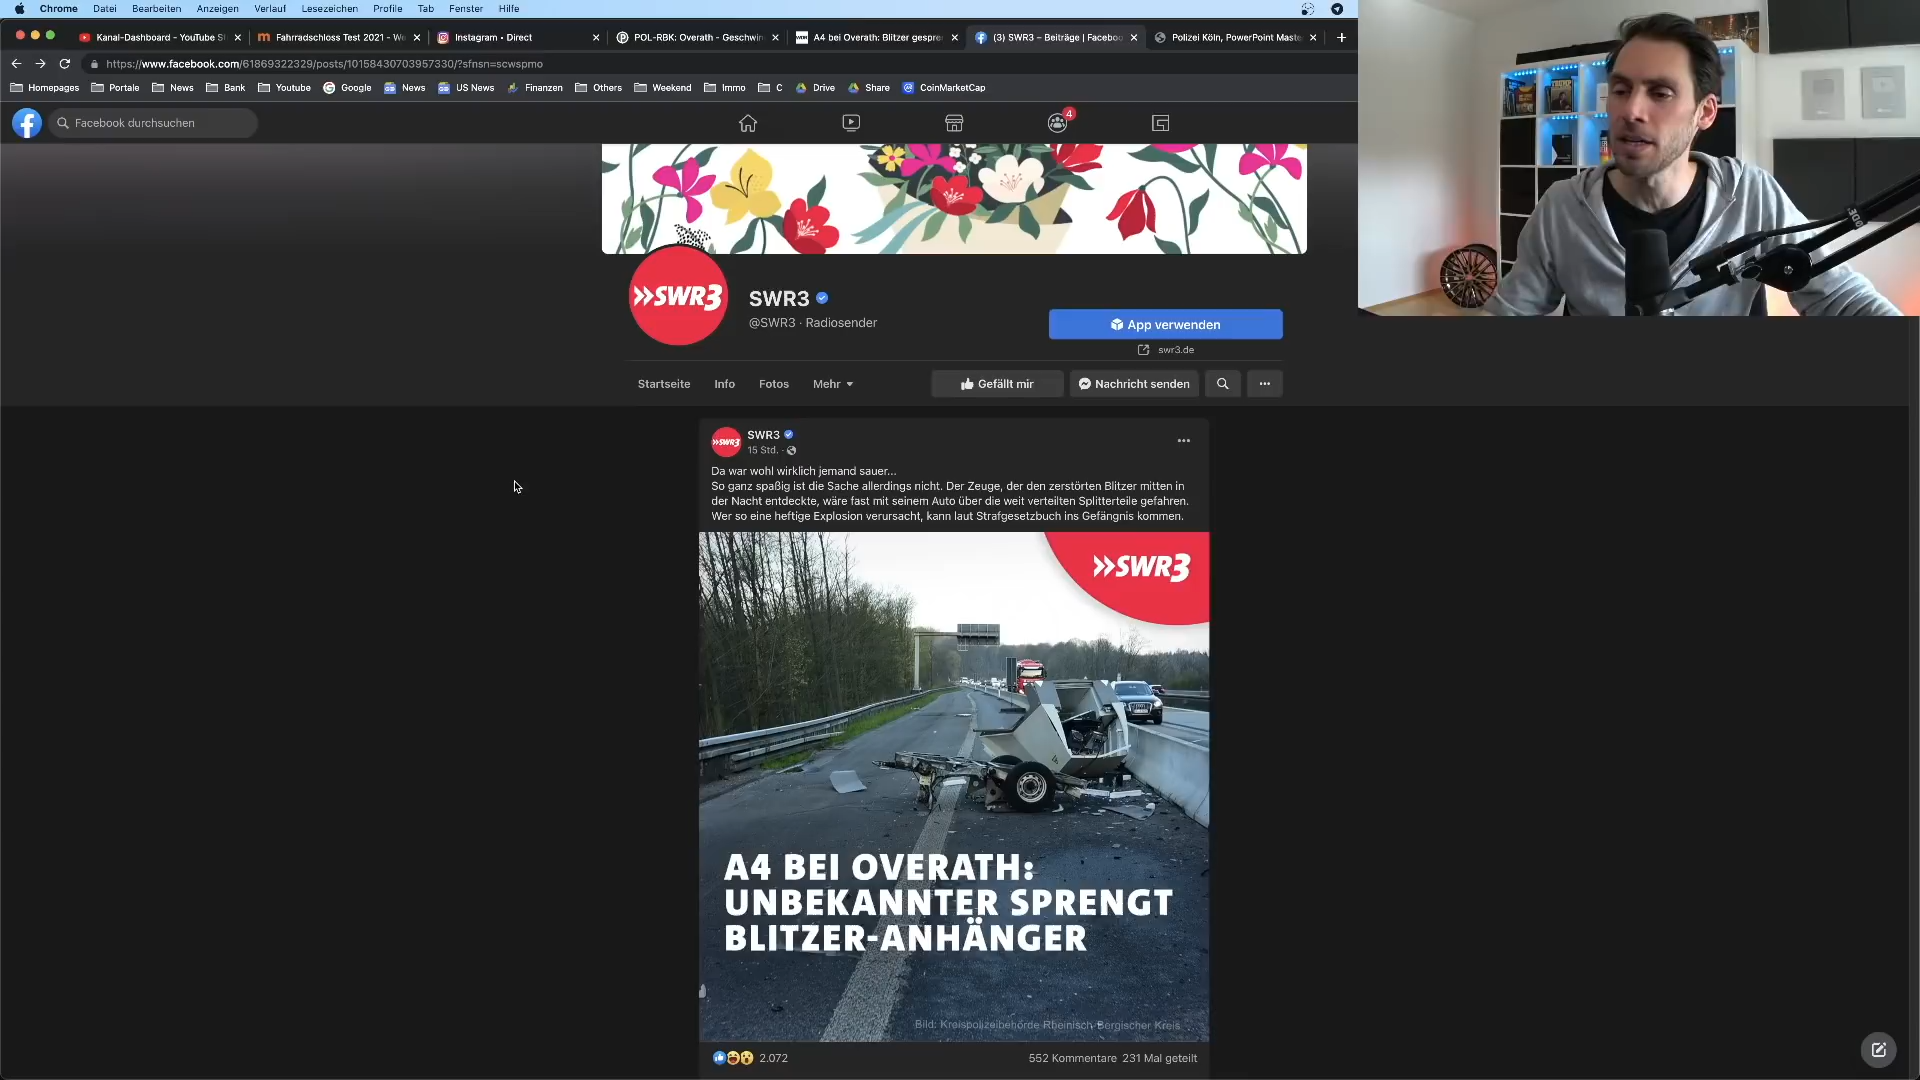 Chrome Datei Bearbeiten Anzeigen Verlauf Lesezeichen Profile Tab Fenster Hilfe
Kanal-Dashboard - YouTube S
Fahrradschloss Test 2021 - W
Instagram • Direct
POL-RBK: Overath - Geschwin
A4 bei Overath: Blitzer gespre
(3) SWR3 – Beiträge | Faceboo
Polizei Köln, PowerPoint Maste
https://www.facebook.com/61869322329/posts/10158430703957330/?sfnsn=scwspmo
Homepages Portale News Bank Youtube Google News US News Finanzen Others Weekend Immo C Drive Share CoinMarketCap
Facebook durchsuchen
4
»SWR3
SWR3
@SWR3 · Radiosender
App verwenden
swr3.de
Startseite Info Fotos Mehr
Gefällt mir
Nachricht senden
»SWR3
SWR3
15 Std. ·
Da war wohl wirklich jemand sauer...
So ganz spaßig ist die Sache allerdings nicht. Der Zeuge, der den zerstörten Blitzer mitten in
der Nacht entdeckte, wäre fast mit seinem Auto über die weit verteilten Splitterteile gefahren.
Wer so eine heftige Explosion verursacht, kann laut Strafgesetzbuch ins Gefängnis kommen.
»SWR3
A4 BEI OVERATH:
UNBEKANNTER SPRENGT
BLITZER-ANHÄNGER
Bild: Kreispolizeibehörde Rheinisch-Bergischer Kreis
2.072
552 Kommentare 231 Mal geteilt